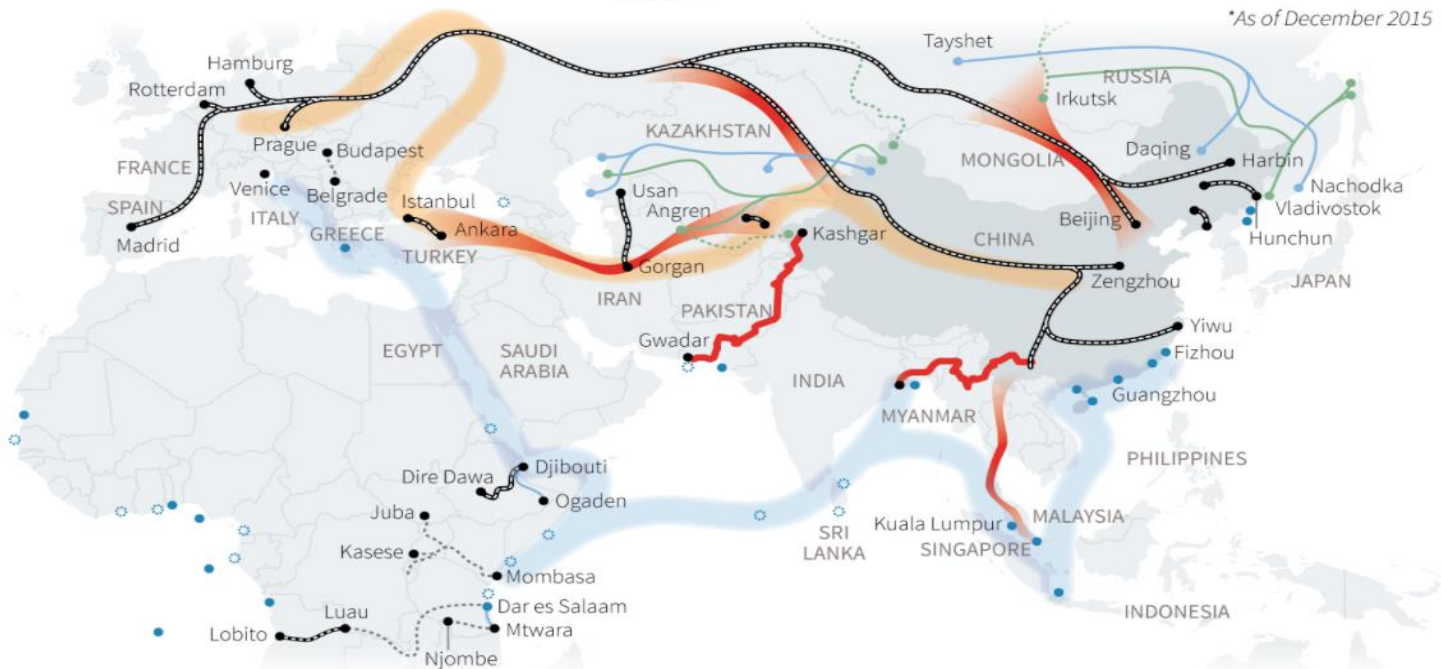 *As of December 2015
Tayshet
Hamburg
RUSSIA
Rotterdam
Irkutsk
KAZAKHSTAN
Prague
Budapest
MONGOLIA
Daqing
Harbin
FRANCE
Venice
Belgrade
Usan
Nachodka
SPAIN
ITALY
Istanbul
Angren
Beijing
Vladivostok
Madrid
GREECE
Ankara
Kashgar
CHINA
Hunchun
TURKEY
Gorgan
Zengzhou
JAPAN
IRAN
PAKISTAN
Yiwu
Gwadar
EGYPT
SAUDI
ARABIA
Fizhou
INDIA
Guangzhou
MYANMAR
PHILIPPINES
Djibouti
Dire Dawa
Ogaden
Juba
Kuala Lumpur
MALAYSIA
SRI
LANKA
SINGAPORE
Kasese
Mombasa
Luau
Dar es Salaam
INDONESIA
Lobito
Mtwara
Njombe